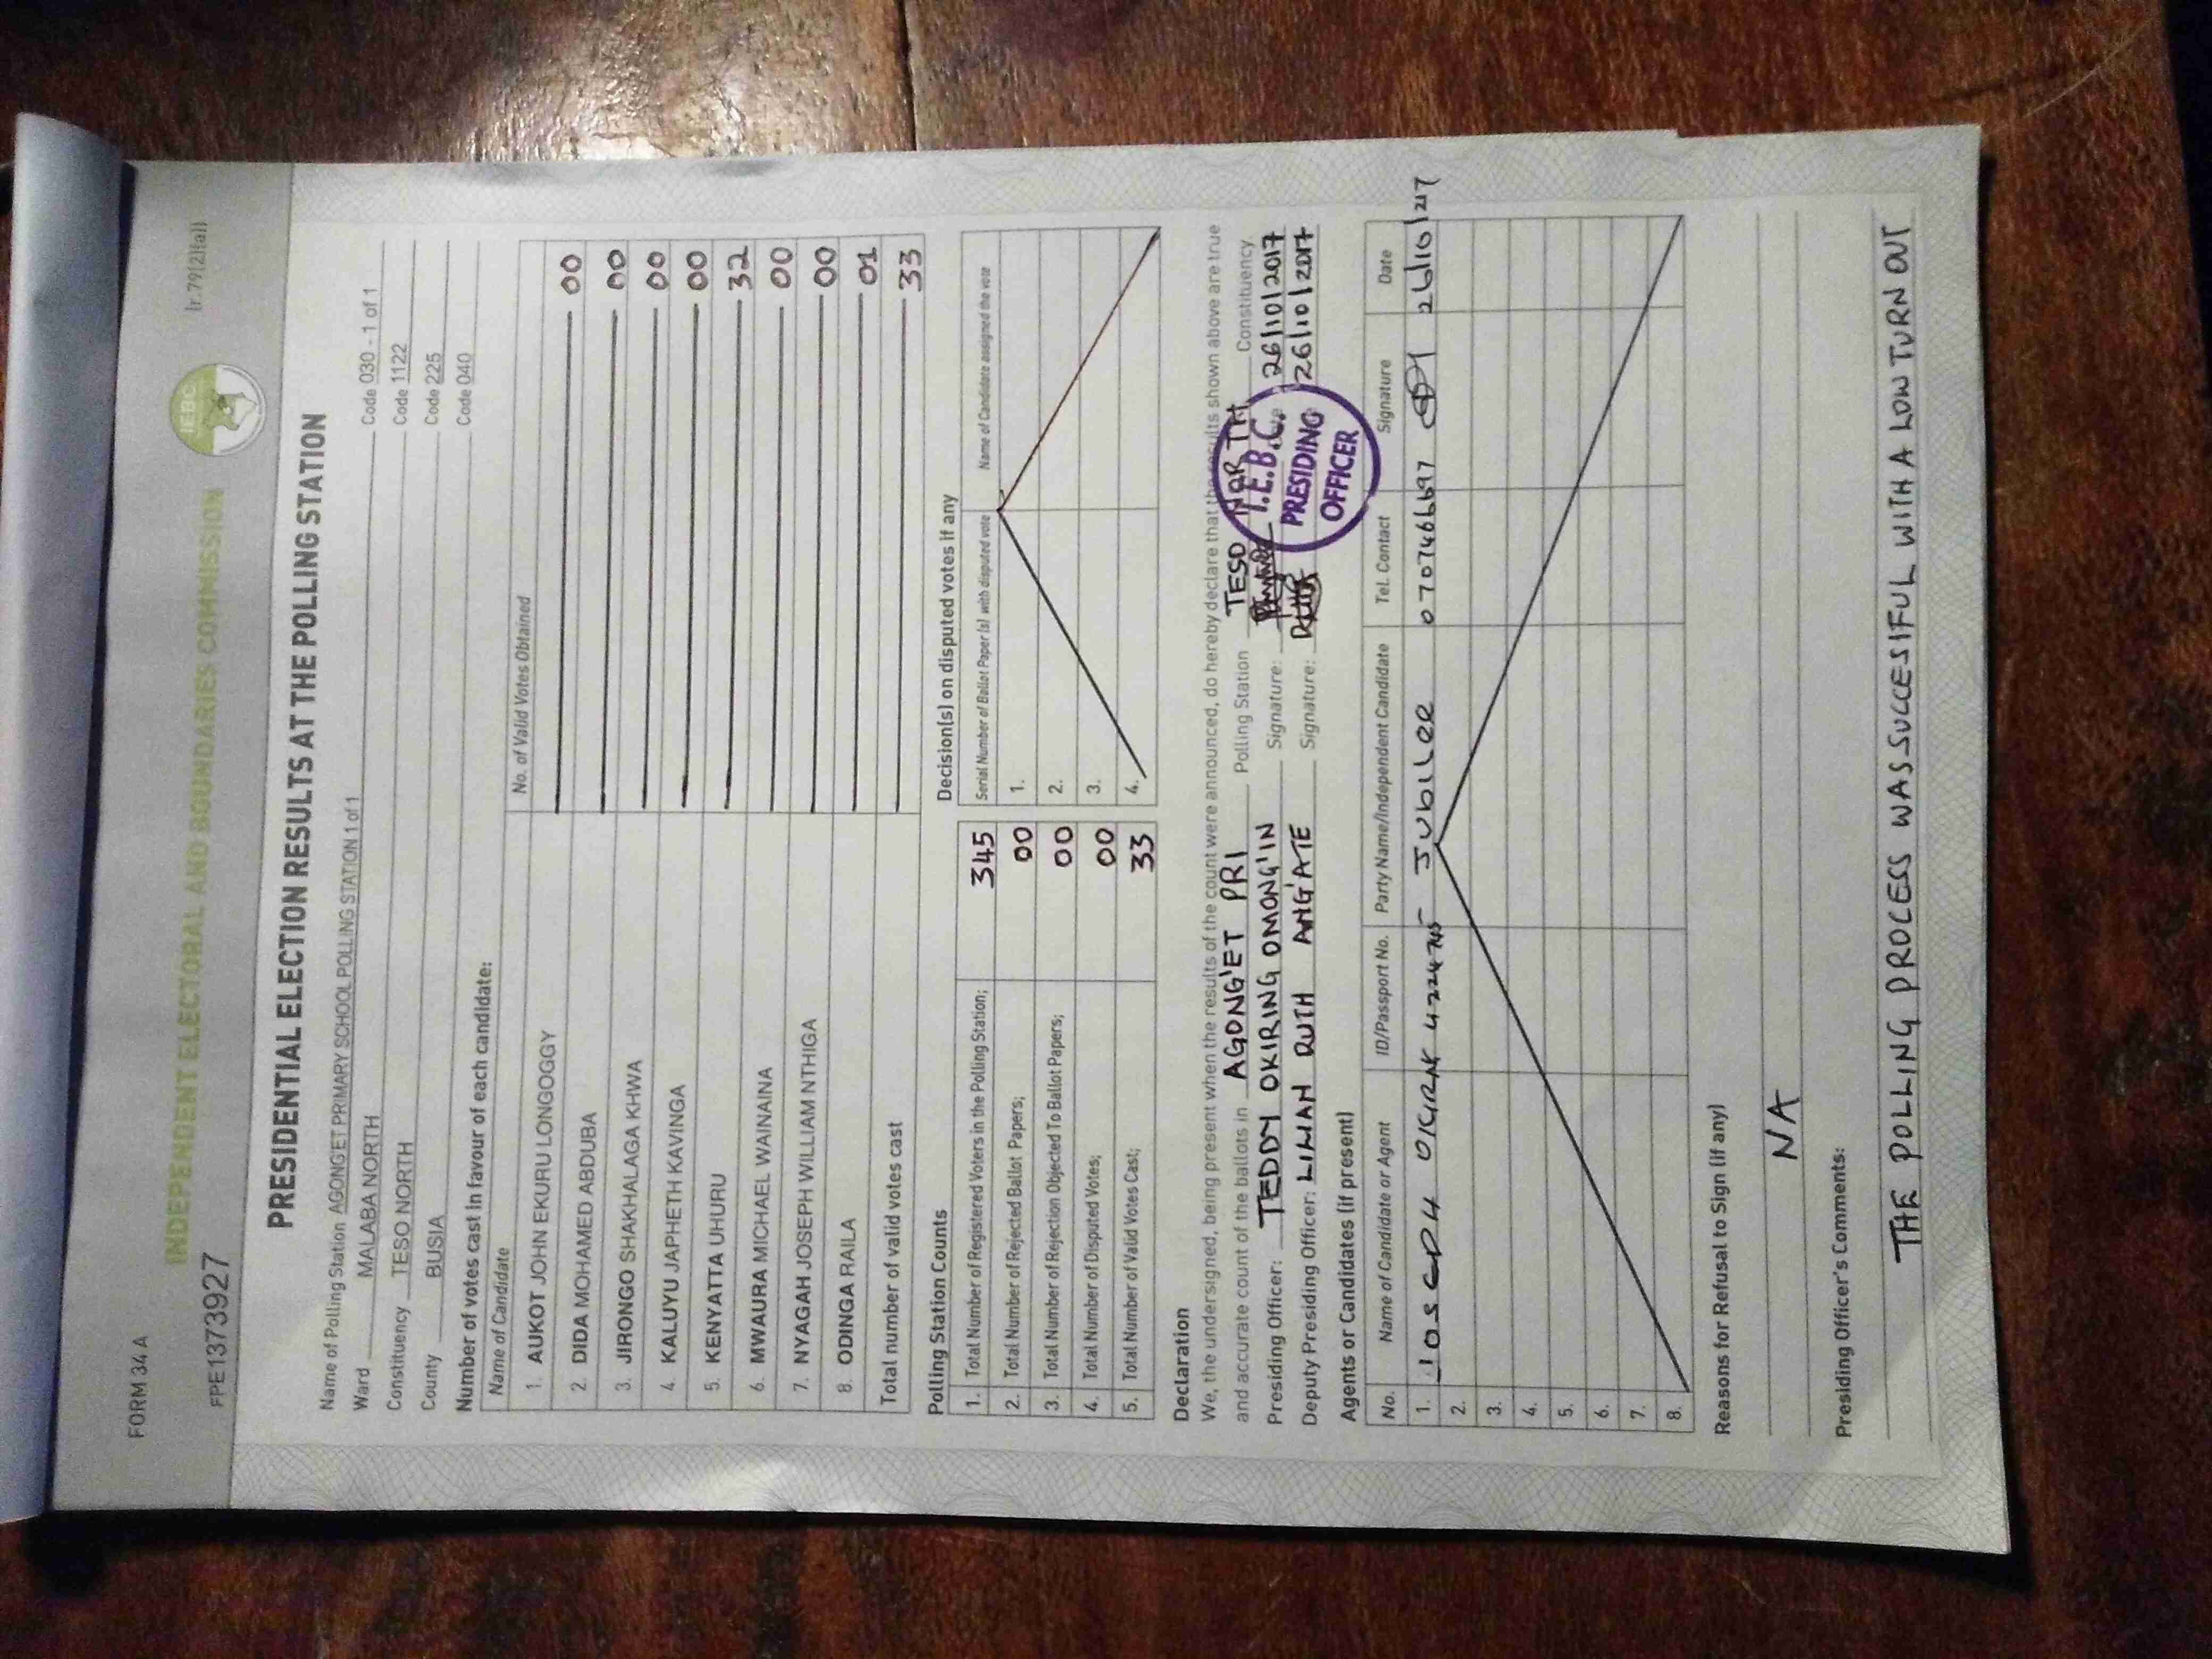 FORM 34 A
(r.79(2)(a))
FPE1373927
INDEPENDENT ELECTORAL AND BOUNDARIES COMMISSION
IEBC
PRESIDENTIAL ELECTION RESULTS AT THE POLLING STATION
Name of Polling Station AGONG'ET PRIMARY SCHOOL POLLING STATION 1 of 1 Code 030 - 1 of 1
Ward MALABA NORTH Code 1122
Constituency TESO NORTH Code 225
County BUSIA Code 040
Number of votes cast in favour of each candidate:
Name of Candidate No. of Valid Votes Obtained
1. AUKOT JOHN EKURU LONGOGGY 00
2. DIDA MOHAMED ABDUBA 00
3. JIRONGO SHAKHALAGA KHWA 00
4. KALUYU JAPHETH KAVINGA 00
5. KENYATTA UHURU 32
6. MWAURA MICHAEL WAINAINA 00
7. NYAGAH JOSEPH WILLIAM NTHIGA 00
8. ODINGA RAILA 01
Total number of valid votes cast 33
Polling Station Counts
1. Total Number of Registered Voters in the Polling Station; 345
2. Total Number of Rejected Ballot Papers; 00
3. Total Number of Rejection Objected To Ballot Papers; 00
4. Total Number of Disputed Votes; 00
5. Total Number of Valid Votes Cast; 33
Decision(s) on disputed votes if any
Serial Number of Ballot Paper (s) with disputed vote Name of Candidate assigned the vote
1.
2.
3.
4.
Declaration
We, the undersigned, being present when the results of the count were announced, do hereby declare that the results shown above are true
and accurate count of the ballots in AGONG'ET PRI Polling Station TESO NORTH Constituency.
Presiding Officer: TEDDY OKIRING OMONG'IN Signature: 26/10/2017
Deputy Presiding Officer: LILIAN RUTH ANG'ATE Signature: 26/10/2017
I.E.B.C.
PRESIDING
OFFICER
Agents or Candidates (if present)
No. Name of Candidate or Agent ID/Passport No. Party Name/Independent Candidate Tel. Contact Signature Date
1. JUBILEE 0707466697 26/10/
2.
3.
4.
5.
6.
7.
8.
Reasons for Refusal to Sign (if any)
NA
Presiding Officer's Comments:
THE POLLING PROCESS WAS SUCCESSFUL WITH A LOW TURN OUT